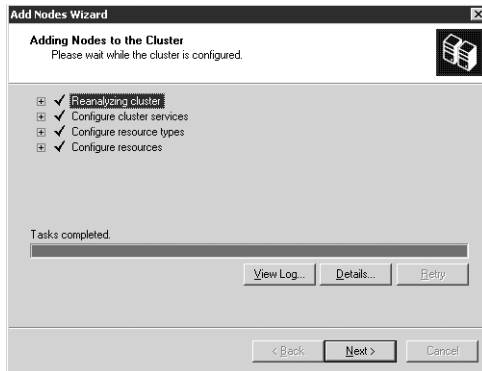 Add Nodes Wizard
Adding Nodes to the Cluster
Please wait while the cluster is configured.
Reanalyzing cluster
Configure cluster services
Configure resource types
Configure resources
Tasks completed.
View Log... Details... Retry
< Back Next > Cancel